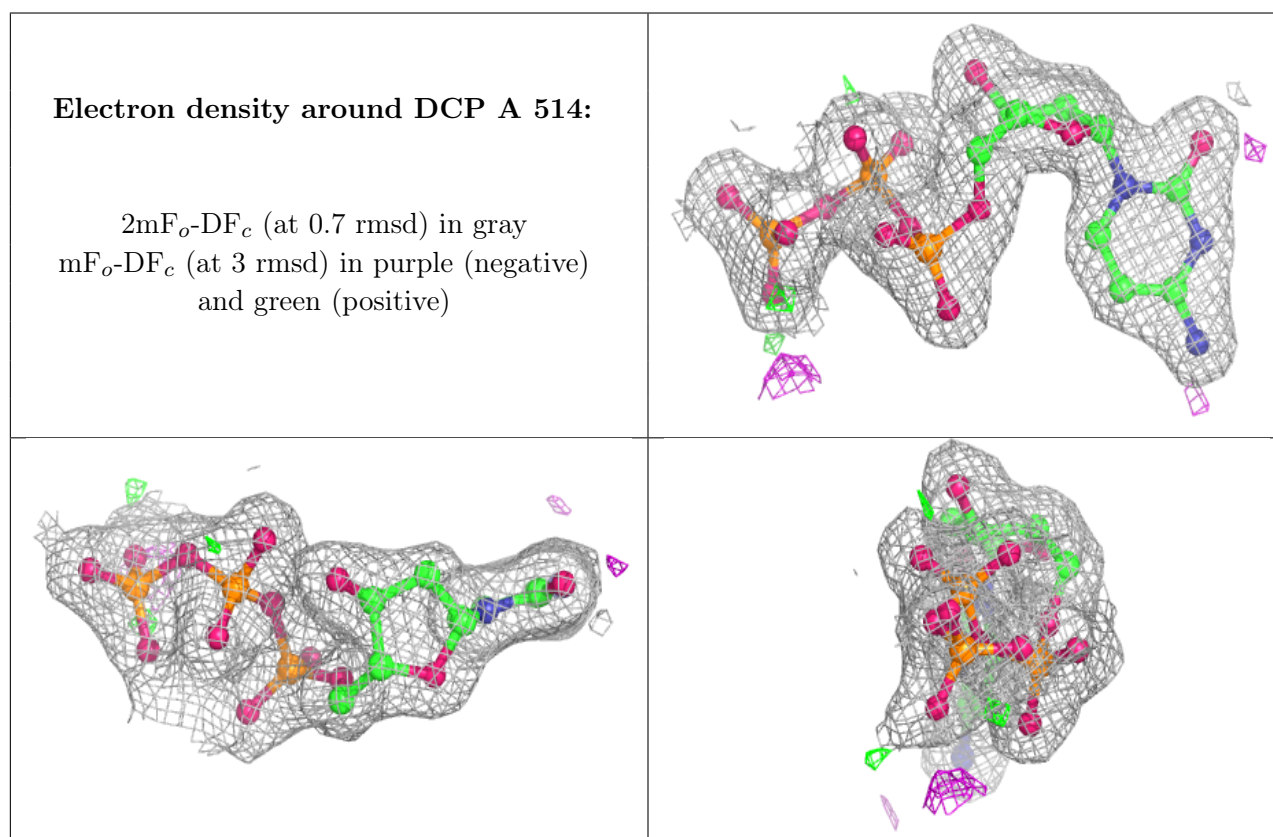 Electron density around DCP A 514:
2mFo-DFc (at 0.7 rmsd) in gray
mFo-DFc (at 3 rmsd) in purple (negative)
and green (positive)